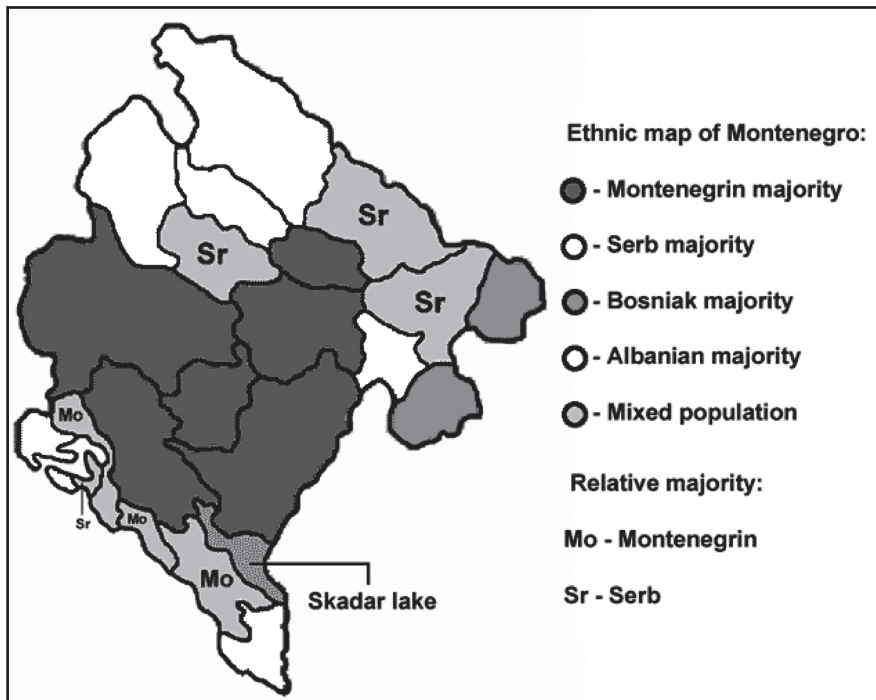 Ethnic map of Montenegro:
- Montenegrin majority
- Serb majority
- Bosniak majority
- Albanian majority
- Mixed population
Relative majority:
Mo - Montenegrin
Sr - Serb
Sr
Sr
Sr
Mo
Sr
Mo
Mo
Skadar lake